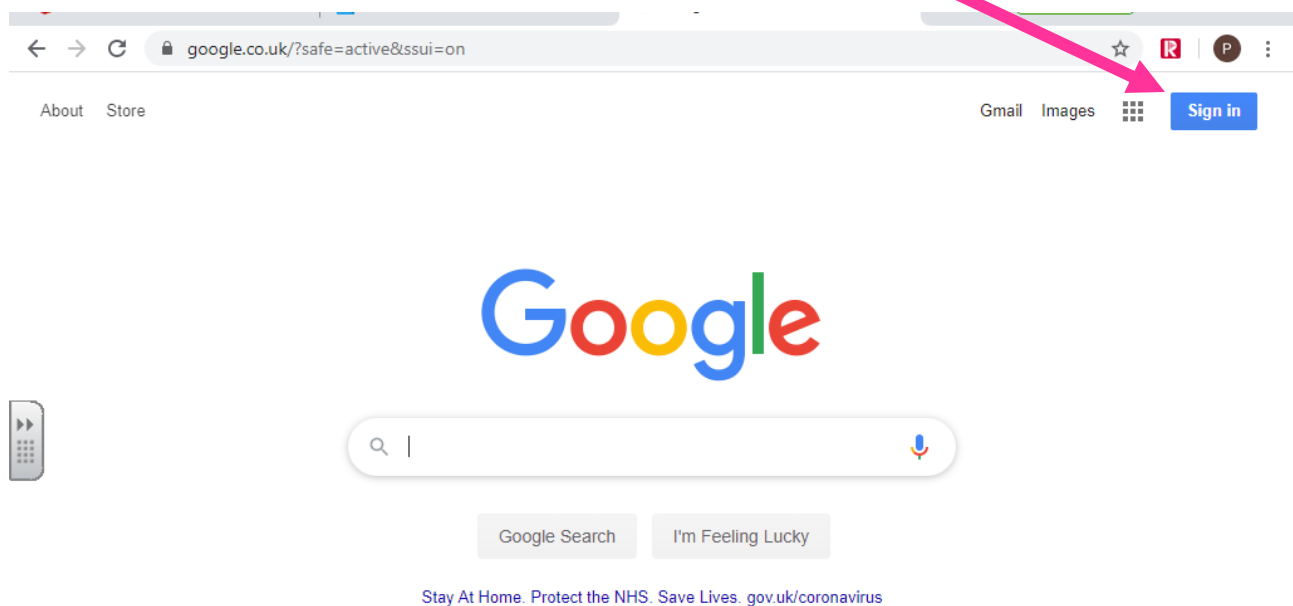 google.co.uk/?safe=active&ssui=on
R P
About Store Gmail Images Sign in
Google
Google Search I'm Feeling Lucky
Stay At Home. Protect the NHS. Save Lives. gov.uk/coronavirus